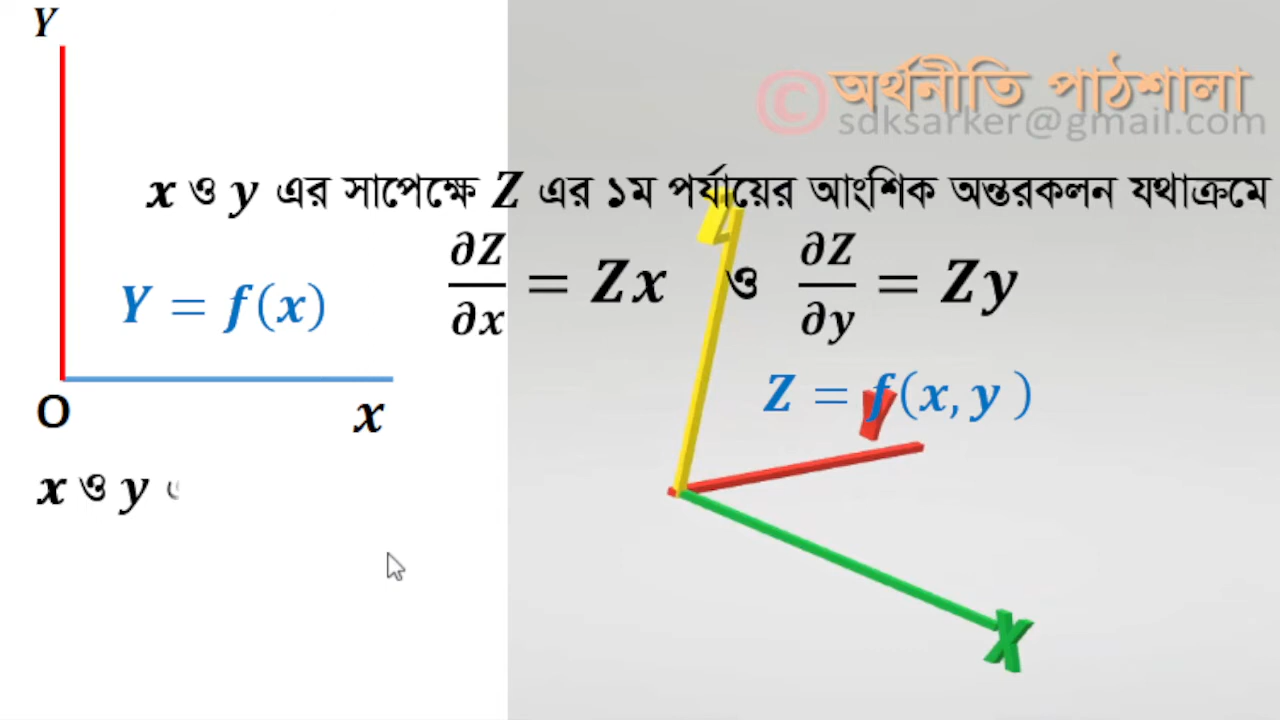 Y
© অর্থনীতি পাঠশালা
sdksarker@gmail.com
x ও y এর সাপেক্ষে Z এর ১ম পর্যায়ের আংশিক অন্তরকলন যথাক্রমে
∂Z/∂x = Zx ও ∂Z/∂y = Zy
Y = f(x)
Z = f(x, y )
Z
Y
O
x
x ও y
X